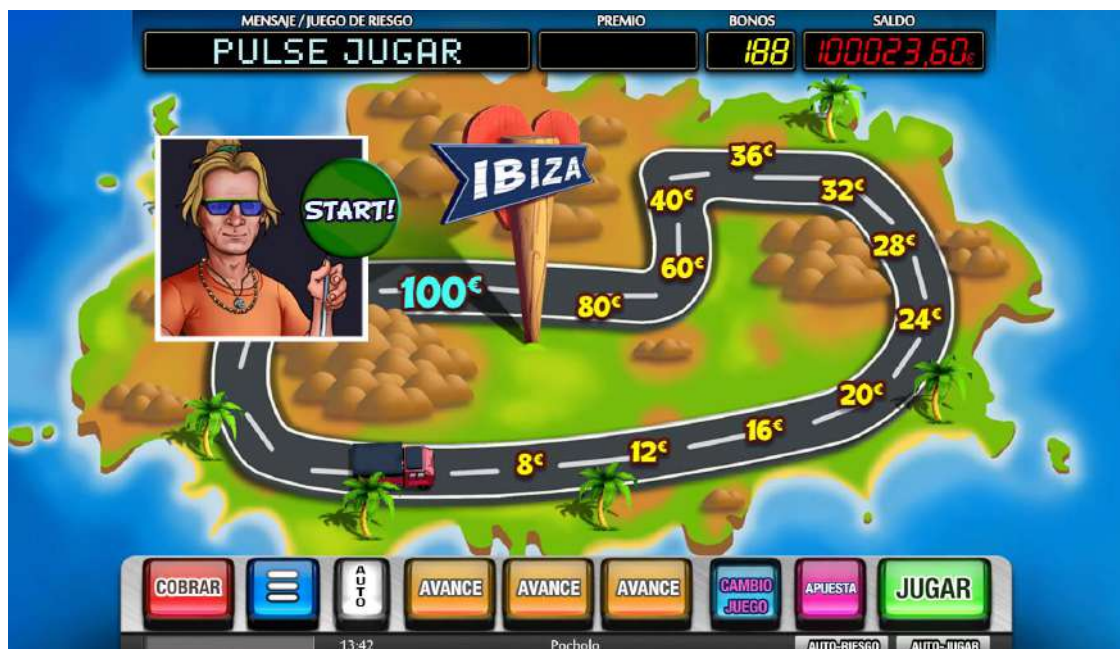 MENSAJE / JUEGO DE RIESGO PREMIO BONOS SALDO
PULSE JUGAR 188 100023,60€
START!
IBIZA
36€
40€ 32€
28€
60€
100€ 80€
24€
20€
16€
12€
8€
COBRAR AUTO AVANCE AVANCE AVANCE CAMBIO JUEGO APUESTA JUGAR
13:42 Pocholo AUTO-RIESGO AUTO-JUGAR